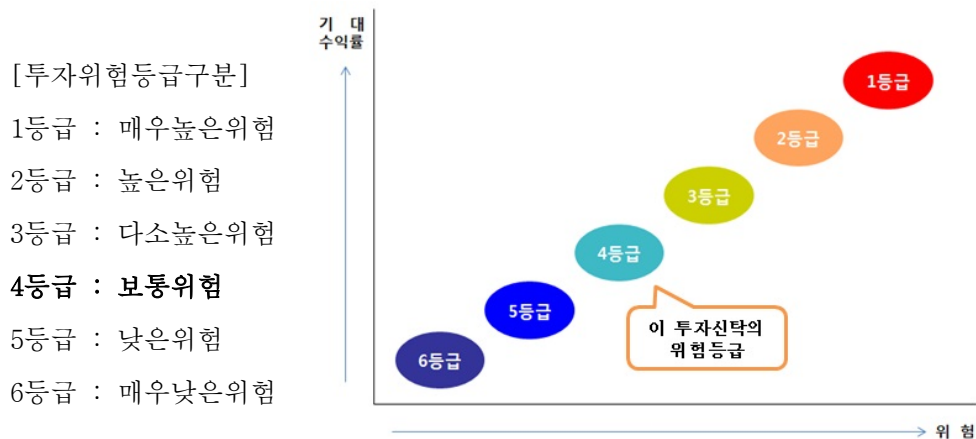 [투자위험등급구분]
1등급 : 매우높은위험
2등급 : 높은위험
3등급 : 다소높은위험
4등급 : 보통위험
5등급 : 낮은위험
6등급 : 매우낮은위험
기 대
수익률
1등급
2등급
3등급
4등급
5등급
6등급
이 투자신탁의
위험등급
위 험